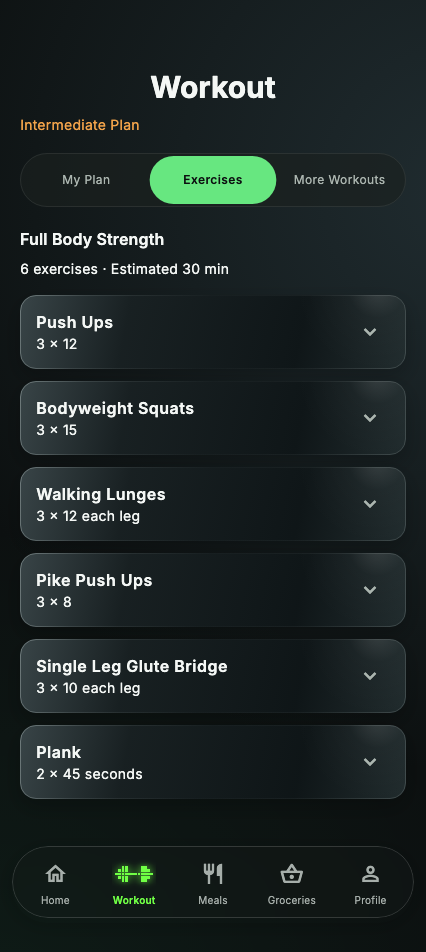 Workout
Intermediate Plan
My Plan
Exercises
More Workouts
Full Body Strength
6 exercises · Estimated 30 min
Push Ups
3 × 12
Bodyweight Squats
3 × 15
Walking Lunges
3 × 12 each leg
Pike Push Ups
3 × 8
Single Leg Glute Bridge
3 × 10 each leg
Plank
2 × 45 seconds
Home
Workout
Meals
Groceries
Profile